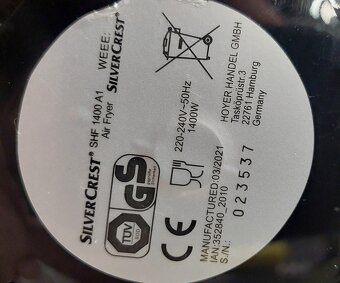 SILVERCREST® SHF 1400 A1
Air Fryer
WEEE:
SILVERCREST®
HOYER HANDEL GMBH
Tasköprüstr.3
22761 Hamburg
Germany
220-240V~50Hz
1400W
TÜV
GS
CE
MANUFACTURED:03/2021
IAN:352840_2010
S./N.:
023537